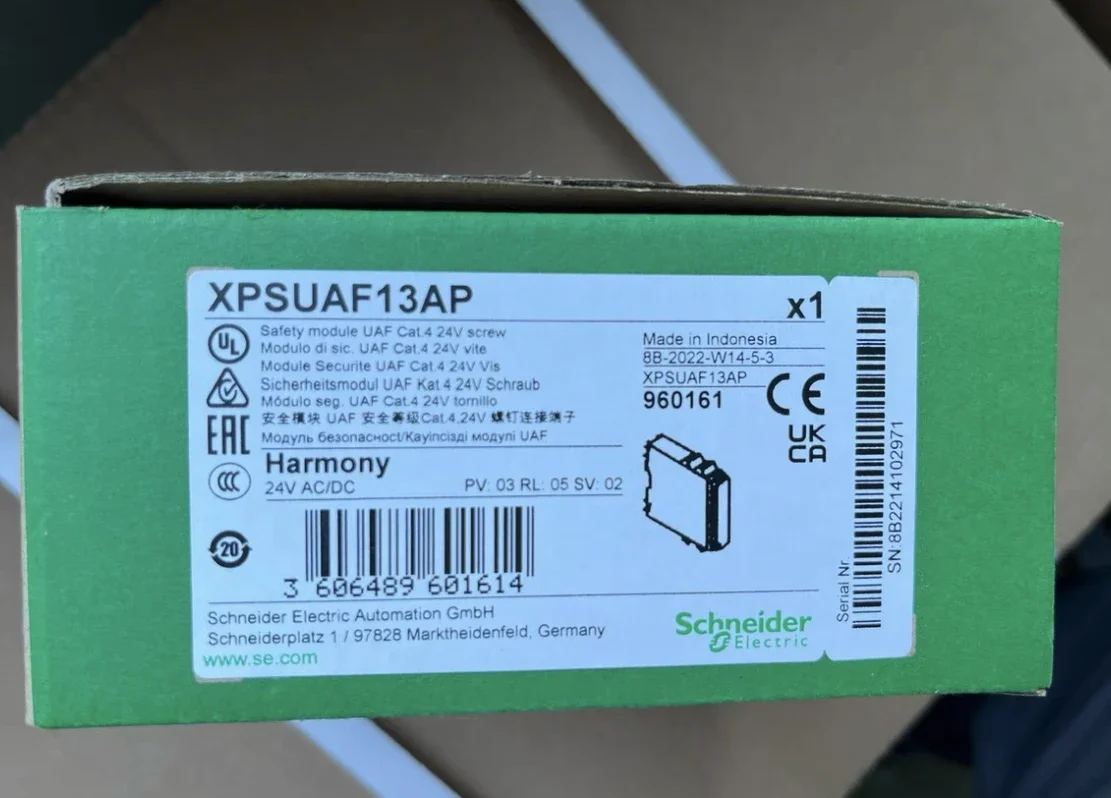 XPSUAF13AP
x1
Safety module UAF Cat.4 24V screw
Modulo di sic. UAF Cat.4 24V vite
Module Securite UAF Cat.4 24V Vis
Sicherheitsmodul UAF Kat.4 24V Schraub
Módulo seg. UAF Cat.4 24V tornillo
安全模块 UAF 安全等级Cat.4,24V 螺钉连接端子
Модуль безопасност/Кауіпсізді модулі UAF
Made in Indonesia
8B-2022-W14-5-3
XPSUAF13AP
960161
UL
EAC
CCC
20
CE
UK
CA
Harmony
24V AC/DC
PV: 03 RL: 05 SV: 02
3 606489 601614
Schneider Electric Automation GmbH
Schneiderplatz 1 / 97828 Marktheidenfeld, Germany
www.se.com
Schneider
Electric
Serial Nr.
SN:8B2214102971